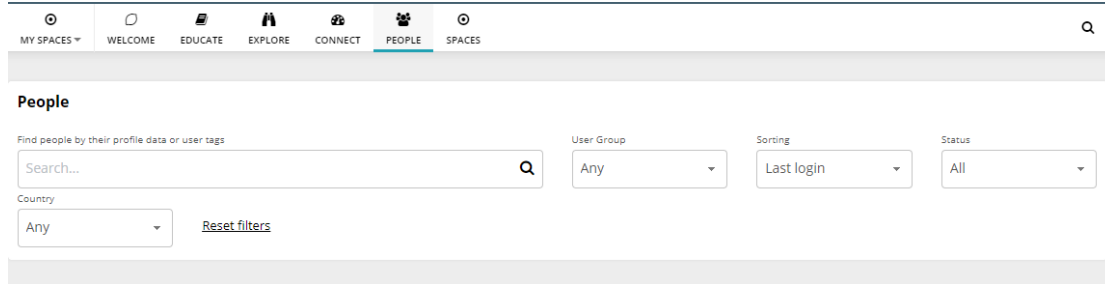 MY SPACES WELCOME EDUCATE EXPLORE CONNECT PEOPLE SPACES
People
Find people by their profile data or user tags User Group Sorting Status
Search... Any Last login All
Country
Any Reset filters